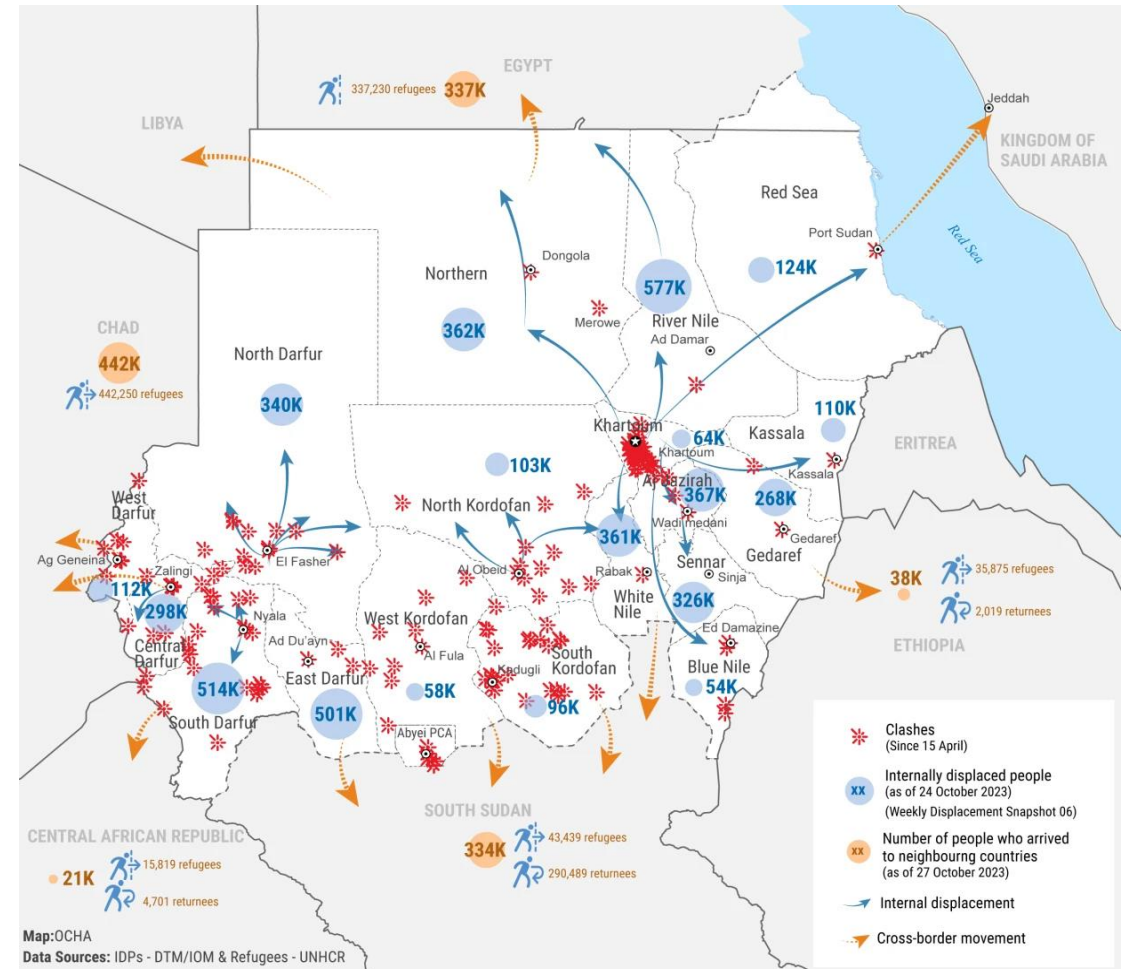 EGYPT
337,230 refugees
337K
LIBYA
Jeddah
KINGDOM OF
SAUDI ARABIA
Red Sea
Port Sudan
Red Sea
124K
Dongola
Northern
577K
362K
Merowe
River Nile
Ad Damar
CHAD
442K
442,250 refugees
North Darfur
340K
110K
Khartoum
64K
Kassala
Khartoum
Kassala
ERITREA
103K
Aj Jazirah
367K
268K
West
Darfur
North Kordofan
Wadi medani
361K
Gedaref
Gedaref
Ag Geneina
El Fasher
Zalingi
Al Obeid
Rabak
Sennar
Sinja
38K
35,875 refugees
2,019 returnees
ETHIOPIA
112K
298K
Nyala
West Kordofan
White
Nile
326K
Central
Darfur
Ad Du'ayn
Al Fula
South
Kordofan
Ed Damazine
East Darfur
Kadugli
Blue Nile
514K
58K
54K
501K
96K
South Darfur
Abyei PCA
SOUTH SUDAN
334K
43,439 refugees
290,489 returnees
CENTRAL AFRICAN REPUBLIC
21K
15,819 refugees
4,701 returnees
Clashes
(Since 15 April)
xx
Internally displaced people
(as of 24 October 2023)
(Weekly Displacement Snapshot 06)
xx
Number of people who arrived
to neighbourng countries
(as of 27 October 2023)
Internal displacement
Cross-border movement
Map:OCHA
Data Sources: IDPs - DTM/IOM & Refugees - UNHCR